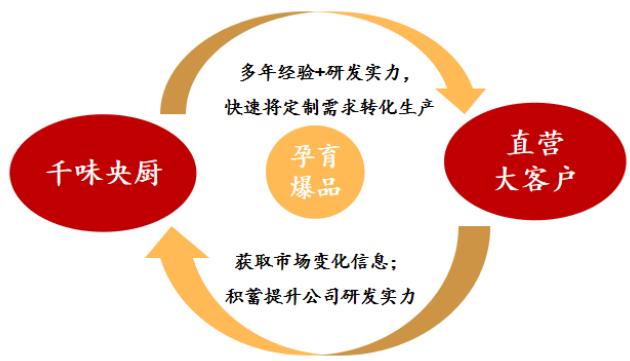 多年经验+研发实力，
快速将定制需求转化生产
千味央厨
孕育
爆品
直营
大客户
获取市场变化信息；
积蓄提升公司研发实力